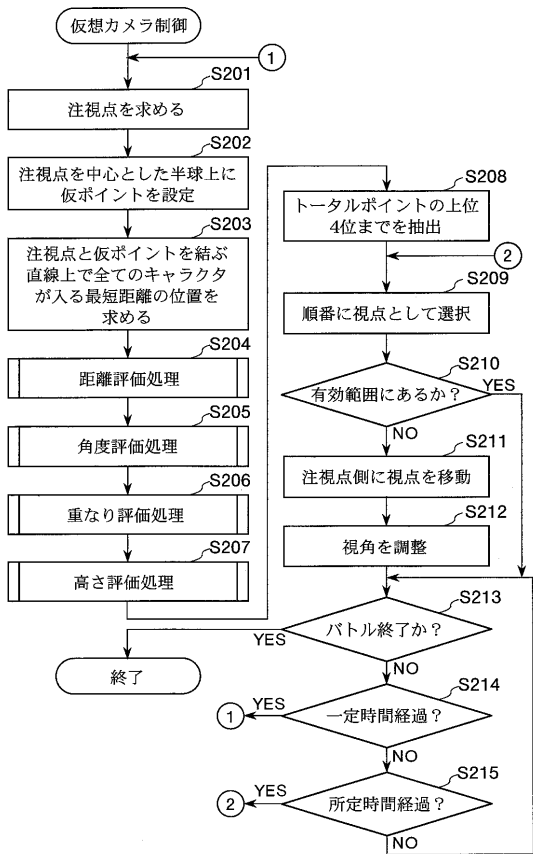 仮想カメラ制御
1
S201
注視点を求める
S202
注視点を中心とした半球上に
仮ポイントを設定
S203
注視点と仮ポイントを結ぶ
直線上で全てのキャラクタ
が入る最短距離の位置を
求める
S204
距離評価処理
S205
角度評価処理
S206
重なり評価処理
S207
高さ評価処理
S208
トータルポイントの上位
4位までを抽出
2
S209
順番に視点として選択
S210
有効範囲にあるか?
YES
NO
S211
注視点側に視点を移動
S212
視角を調整
S213
バトル終了か?
YES
NO
終了
S214
一定時間経過?
YES
1
NO
S215
所定時間経過?
YES
2
NO